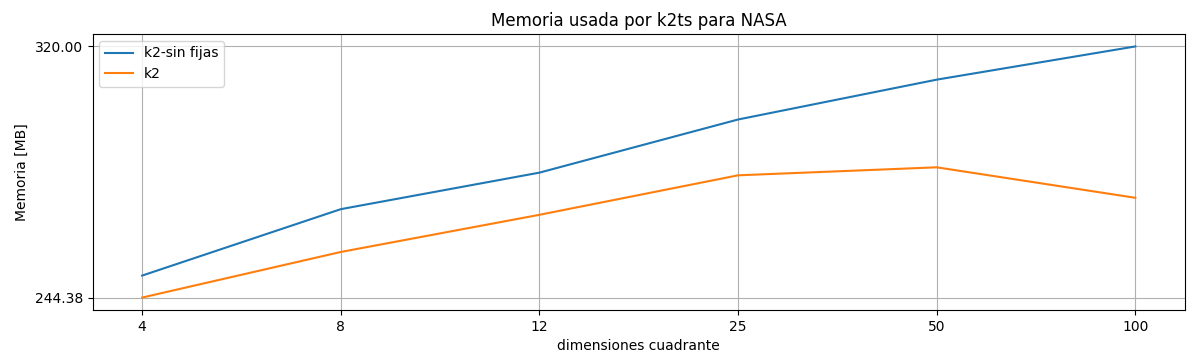 Memoria usada por k2ts para NASA
k2-sin fijas
k2
320.00
244.38
Memoria [MB]
4 8 12 25 50 100
dimensiones cuadrante